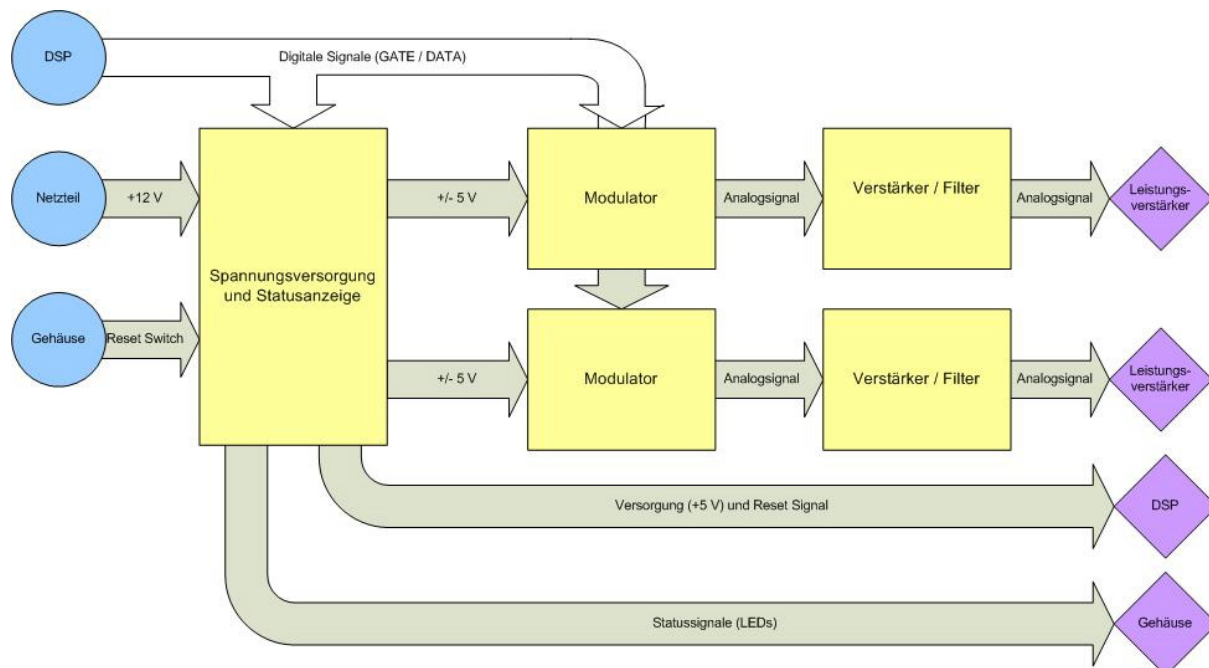 DSP
Digitale Signale (GATE / DATA)
Netzteil
+12 V
+/- 5 V
Modulator
Analogsignal
Verstärker / Filter
Analogsignal
Leistungs-
verstärker
Spannungsversorgung
und Statusanzeige
Gehäuse
Reset Switch
+/- 5 V
Modulator
Analogsignal
Verstärker / Filter
Analogsignal
Leistungs-
verstärker
Versorgung (+5 V) und Reset Signal
DSP
Statussignale (LEDs)
Gehäuse